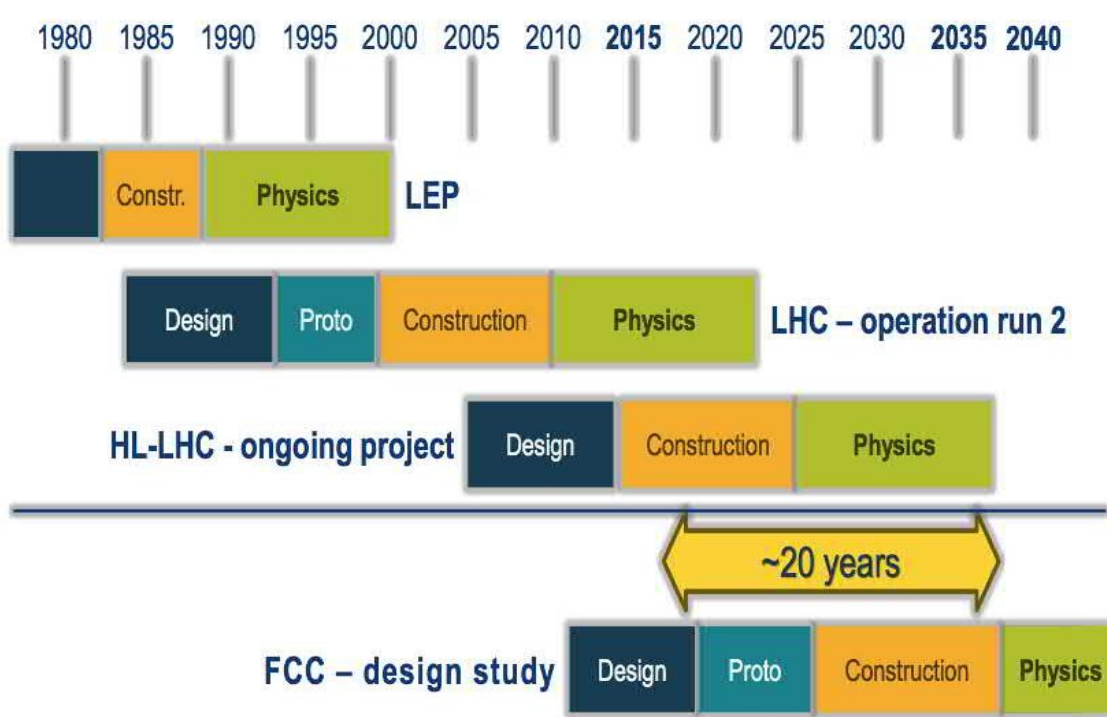 1980 1985 1990 1995 2000 2005 2010 2015 2020 2025 2030 2035 2040
Constr. Physics LEP
Design Proto Construction Physics LHC – operation run 2
HL-LHC - ongoing project Design Construction Physics
~20 years
FCC – design study Design Proto Construction Physics